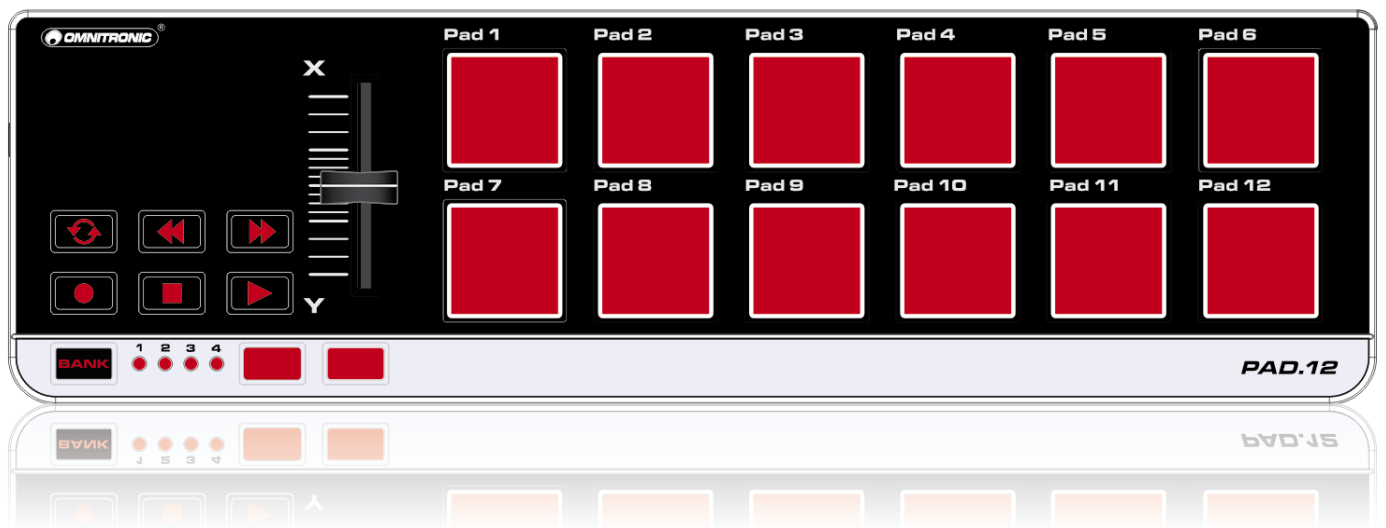 OMNITRONIC®
X
Y
Pad 1 Pad 2 Pad 3 Pad 4 Pad 5 Pad 6
Pad 7 Pad 8 Pad 9 Pad 10 Pad 11 Pad 12
BANK 1 2 3 4
PAD.12